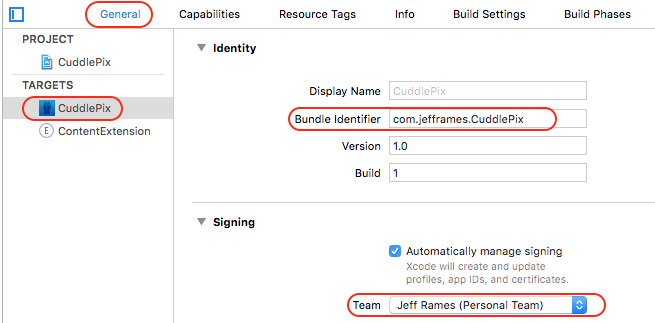 General Capabilities Resource Tags Info Build Settings Build Phases
PROJECT
CuddlePix
TARGETS
CuddlePix
E ContentExtension
Identity
Display Name CuddlePix
Bundle Identifier com.jefframes.CuddlePix
Version 1.0
Build 1
Signing
Automatically manage signing
Xcode will create and update
profiles, app IDs, and certificates.
Team Jeff Rames (Personal Team)